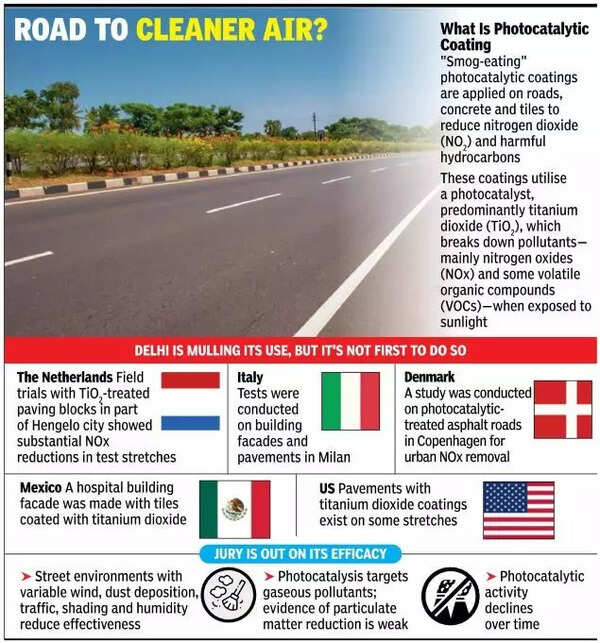 ROAD TO CLEANER AIR?
What Is Photocatalytic
Coating
"Smog-eating"
photocatalytic coatings
are applied on roads,
concrete and tiles to
reduce nitrogen dioxide
(NO₂) and harmful
hydrocarbons
These coatings utilise
a photocatalyst,
predominantly titanium
dioxide (TiO₂), which
breaks down pollutants—
mainly nitrogen oxides
(NOx) and some volatile
organic compounds
(VOCs)—when exposed to
sunlight
DELHI IS MULLING ITS USE, BUT IT'S NOT FIRST TO DO SO
The Netherlands Field
trials with TiO₂-treated
paving blocks in part
of Hengelo city showed
substantial NOx
reductions in test stretches
Italy
Tests were
conducted
on building
facades and
pavements in Milan
Denmark
A study was conducted
on photocatalytic-
treated asphalt roads
in Copenhagen for
urban NOx removal
Mexico A hospital building
facade was made with tiles
coated with titanium dioxide
US Pavements with
titanium dioxide coatings
exist on some stretches
JURY IS OUT ON ITS EFFICACY
➤ Street environments with
variable wind, dust deposition,
traffic, shading and humidity
reduce effectiveness
➤ Photocatalysis targets
gaseous pollutants;
evidence of particulate
matter reduction is weak
➤ Photocatalytic
activity
declines
over time